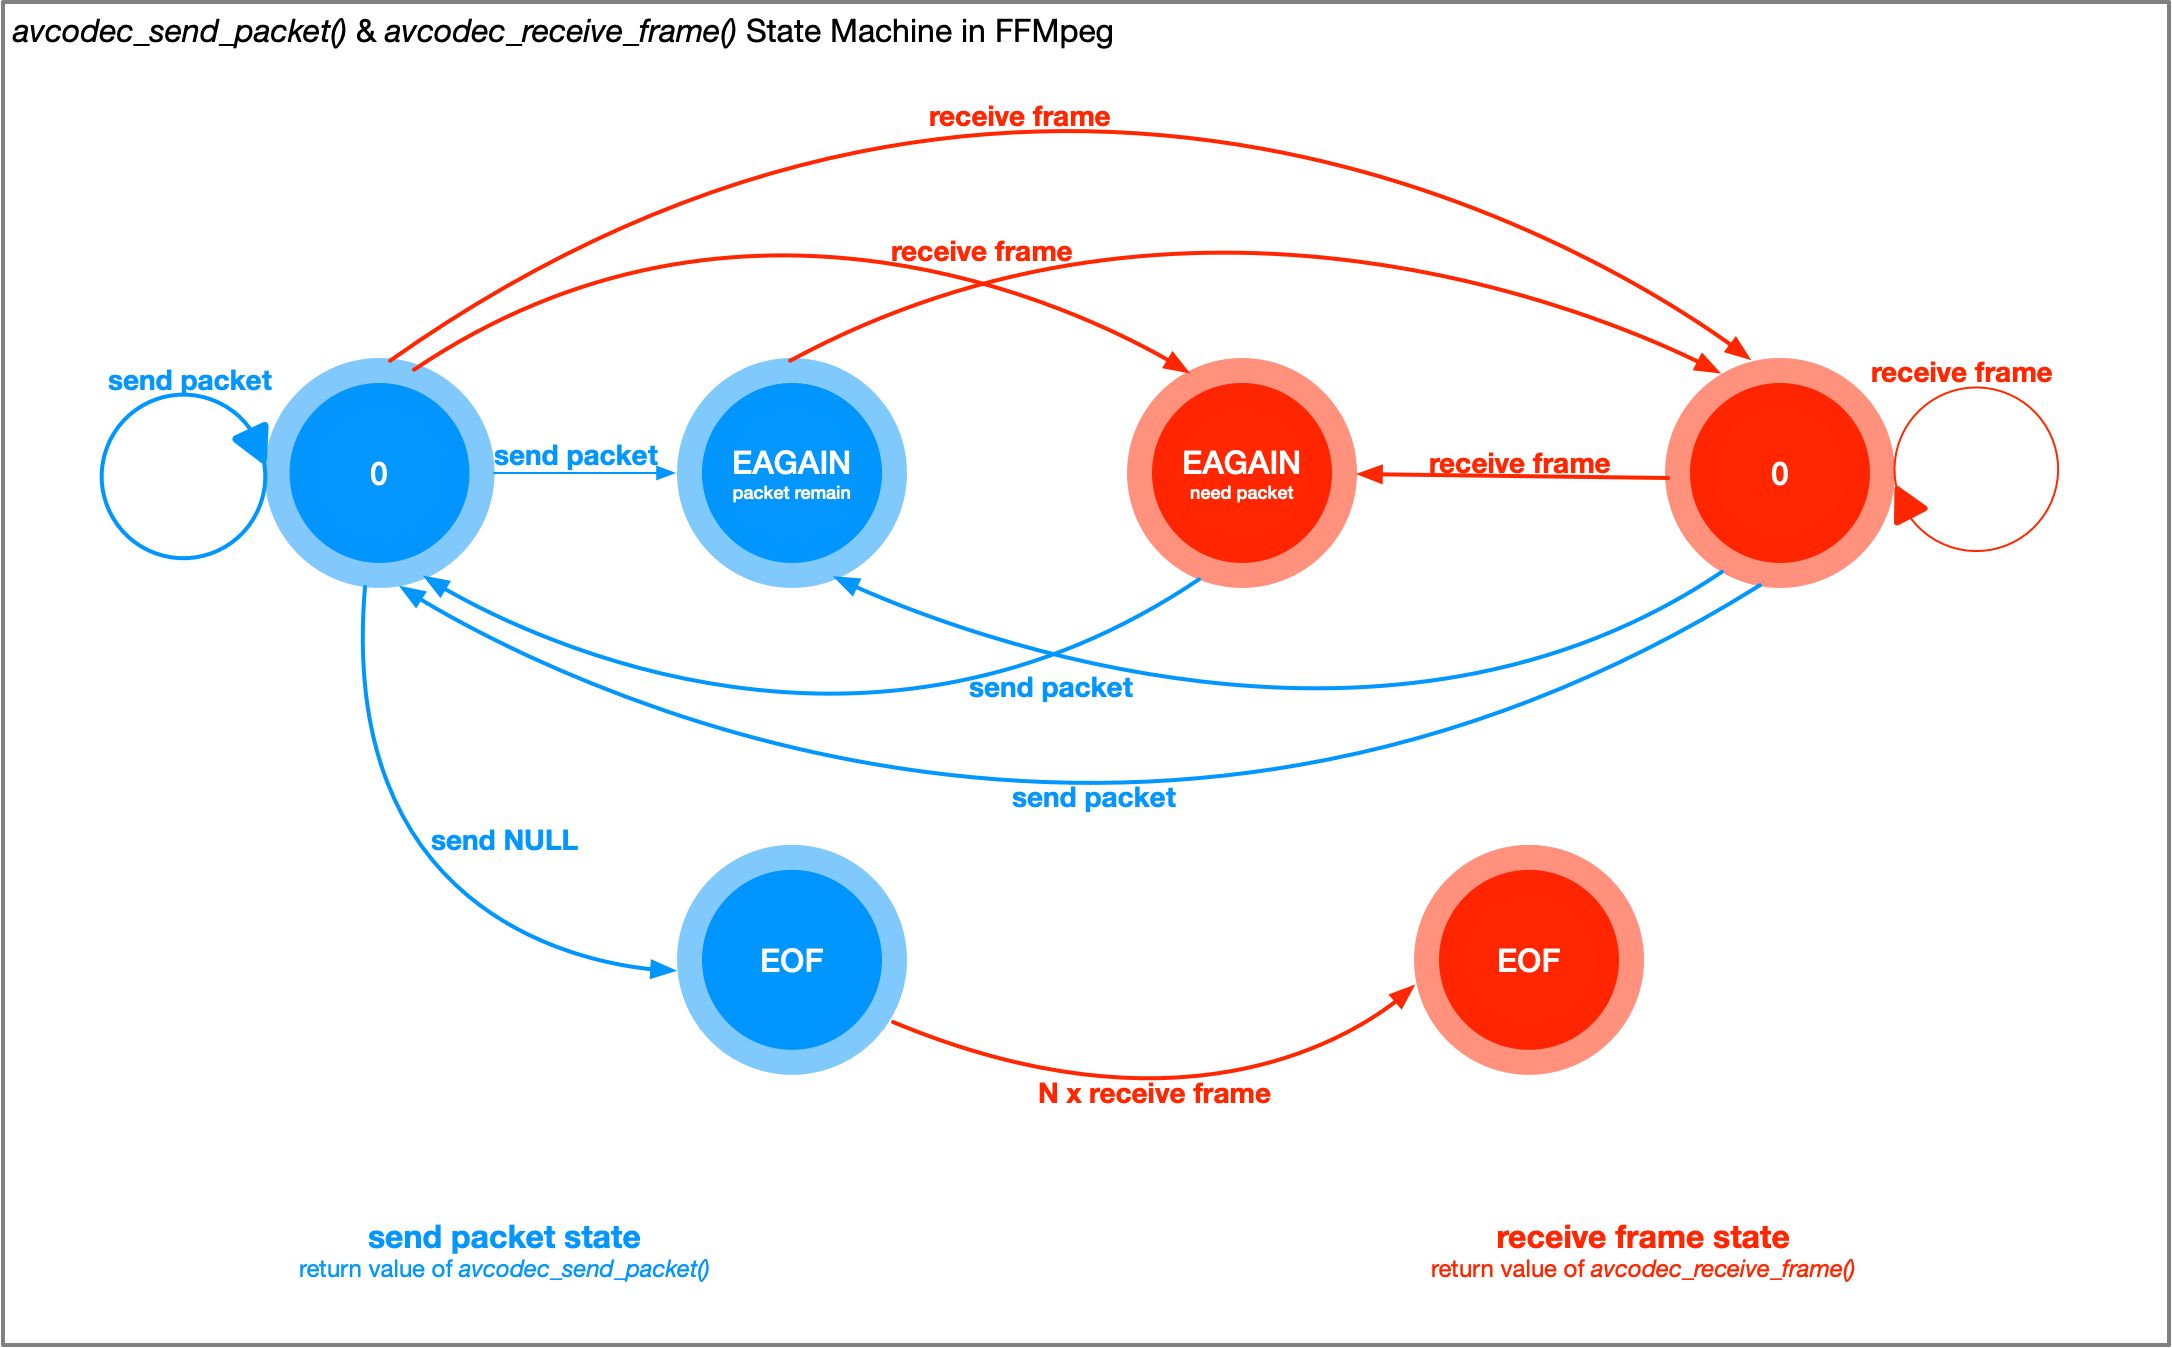 avcodec_send_packet() & avcodec_receive_frame() State Machine in FFMpeg
receive frame
receive frame
send packet
receive frame
0
send packet
EAGAIN
packet remain
EAGAIN
need packet
receive frame
0
send packet
send packet
send NULL
EOF
EOF
N x receive frame
send packet state
return value of avcodec_send_packet()
receive frame state
return value of avcodec_receive_frame()